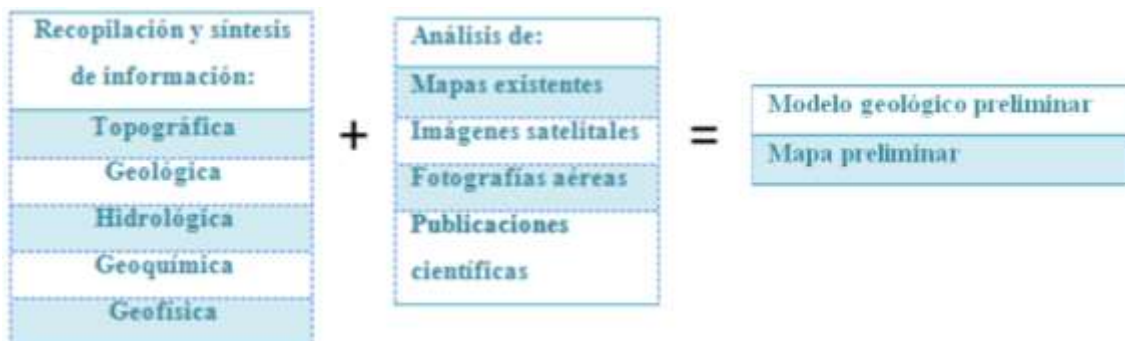 Recopilación y síntesis
de información:
Topográfica
Geológica
Hidrológica
Geoquímica
Geofísica
+
Análisis de:
Mapas existentes
Imágenes satelitales
Fotografías aéreas
Publicaciones
científicas
=
Modelo geológico preliminar
Mapa preliminar